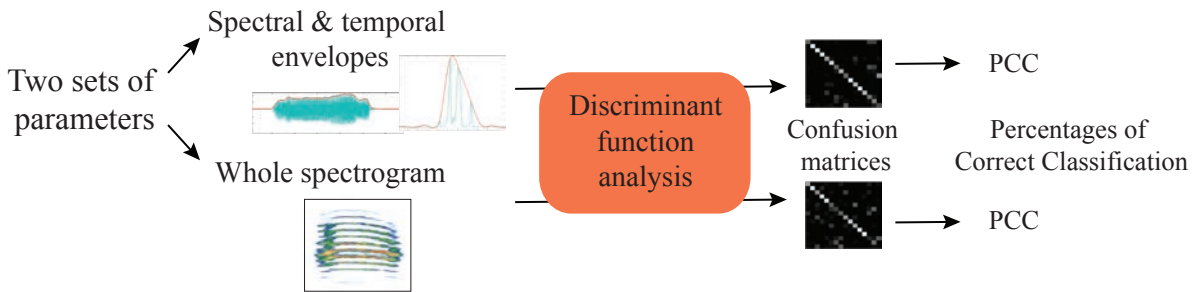 Two sets of
parameters
Spectral & temporal
envelopes
Whole spectrogram
Discriminant
function
analysis
Confusion
matrices
PCC
Percentages of
Correct Classification
PCC